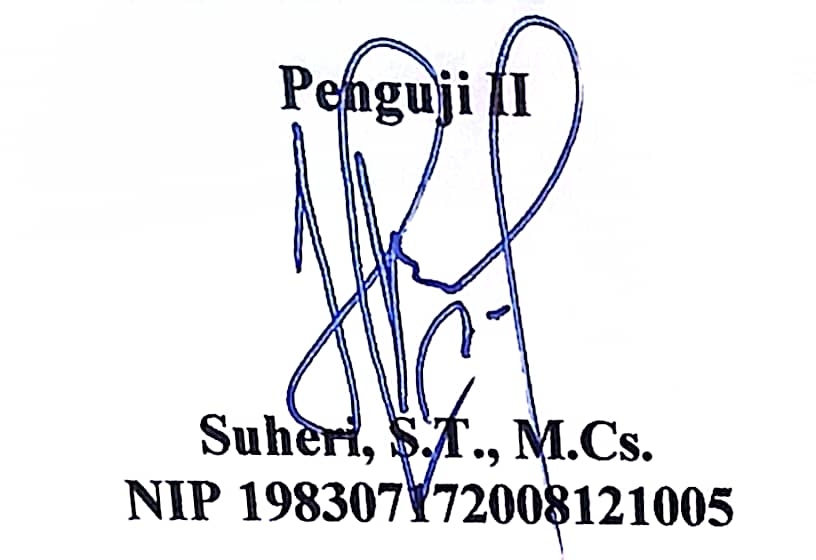 Penguji II
Suheri, S.T., M.Cs.
NIP 198307172008121005